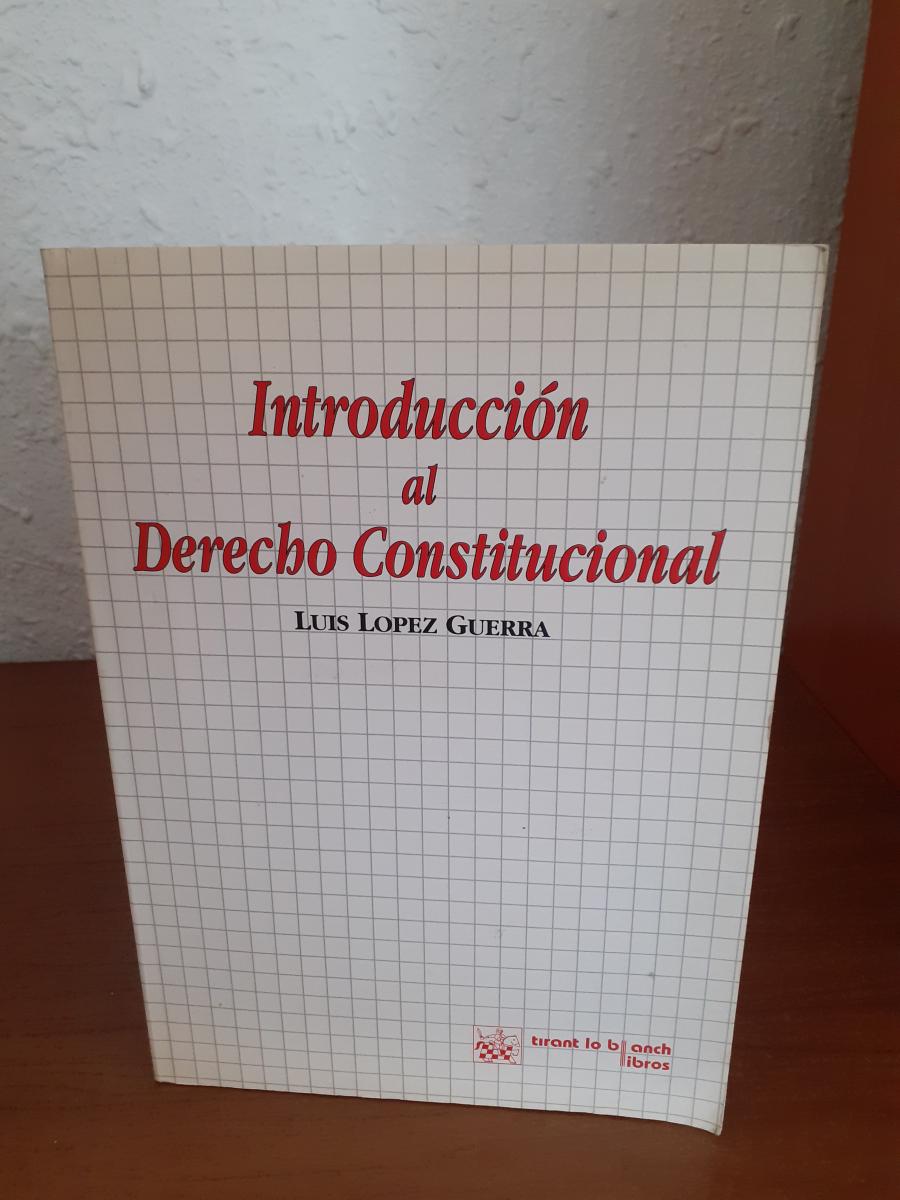 Introducción
al
Derecho Constitucional
LUIS LOPEZ GUERRA
tirant lo blanch
libros